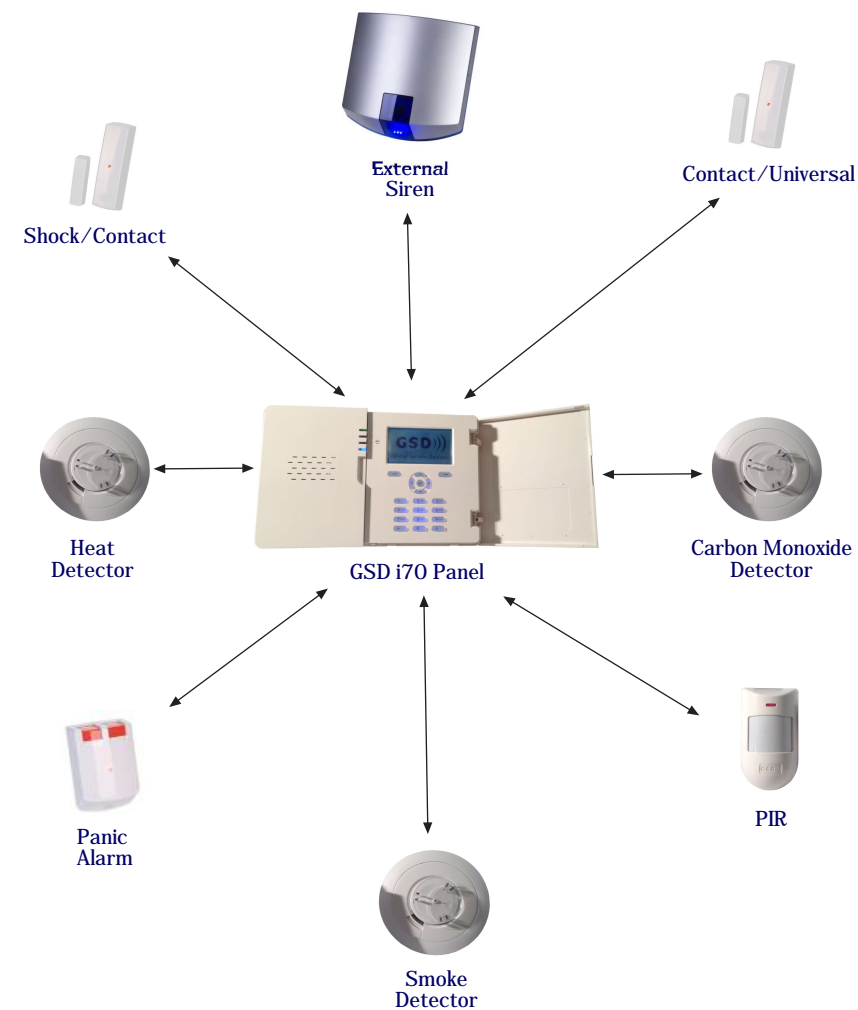 External
Siren
Contact/Universal
Shock/Contact
GSD)))
Heat
Detector
Carbon Monoxide
Detector
GSD i70 Panel
PIR
Panic
Alarm
Smoke
Detector